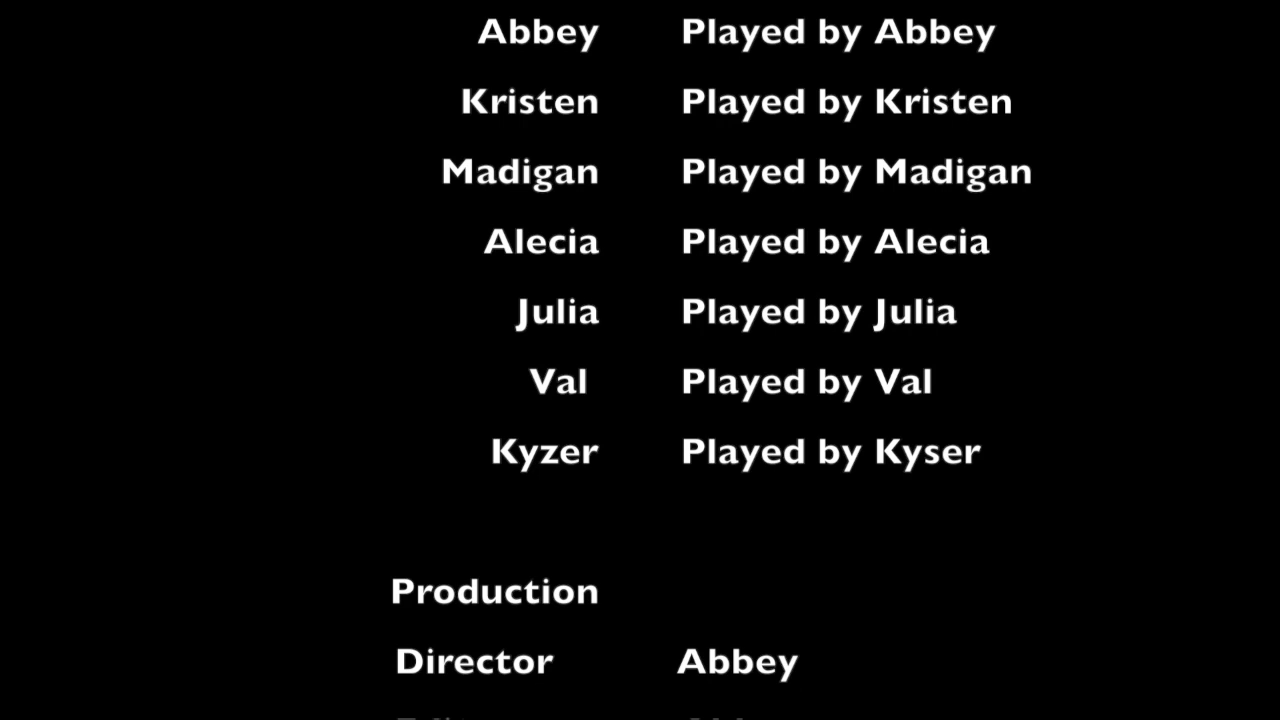 Abbey Played by Abbey
Kristen Played by Kristen
Madigan Played by Madigan
Alecia Played by Alecia
Julia Played by Julia
Val Played by Val
Kyzer Played by Kyser
Production
Director Abbey